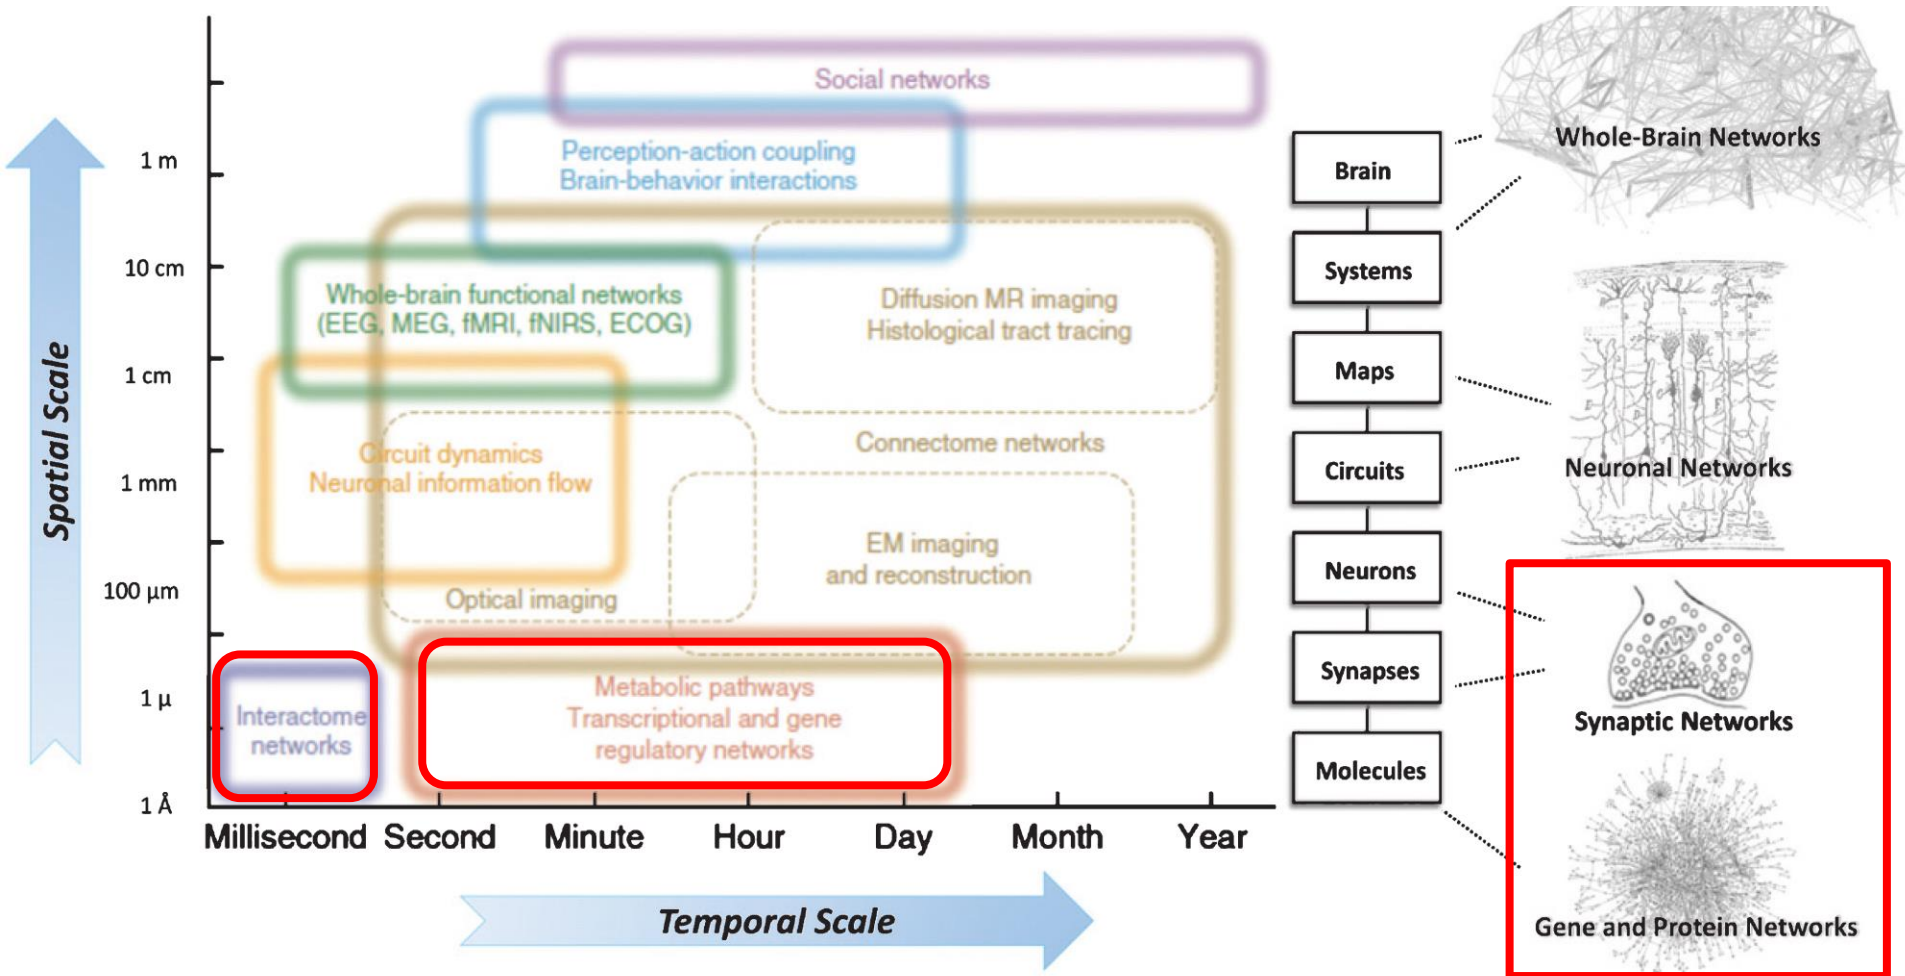 Social networks
Perception-action coupling
Brain-behavior interactions
Whole-brain functional networks
(EEG, MEG, fMRI, fNIRS, ECOG)
Diffusion MR imaging
Histological tract tracing
Circuit dynamics
Neuronal information flow
Connectome networks
EM imaging
and reconstruction
Optical imaging
Interactome
networks
Metabolic pathways
Transcriptional and gene
regulatory networks
Spatial Scale
1 m
10 cm
1 cm
1 mm
100 μm
1 μ
1 Å
Millisecond
Second
Minute
Hour
Day
Month
Year
Temporal Scale
Brain
Systems
Maps
Circuits
Neurons
Synapses
Molecules
Whole-Brain Networks
Neuronal Networks
Synaptic Networks
Gene and Protein Networks